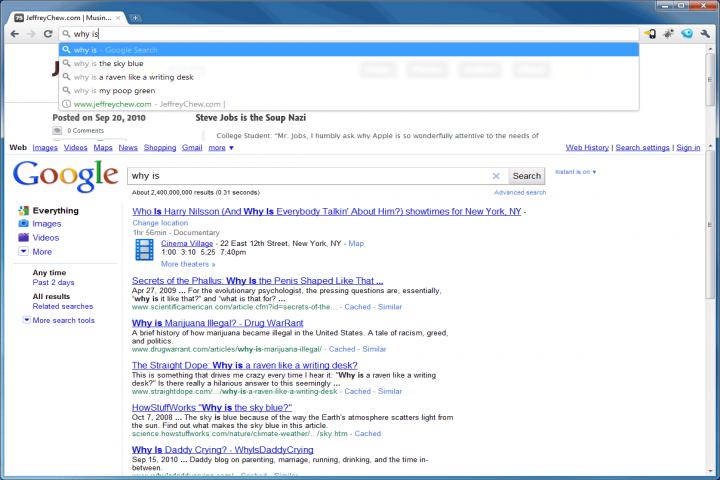 JeffreyChew.com | Musin...
why is
why is - Google Search
why is the sky blue
why is a raven like a writing desk
why is my poop green
www.jeffreychew.com - JeffreyChew.com |
Posted on Sep 20, 2010
0 Comments
Steve Jobs is the Soup Nazi
College Student: "Mr. Jobs, I humbly ask why Apple is so wonderfully attentive to the needs of
Web Images Videos Maps News Shopping Gmail more ▼
Web History | Search settings | Sign in
Google
why is
Search
Instant is on ▼
About 2,400,000,000 results (0.31 seconds)
Advanced search
Everything
Images
Videos
More
Any time
Past 2 days
All results
Related searches
More search tools
Who Is Harry Nilsson (And Why Is Everybody Talkin' About Him?) showtimes for New York, NY -
Change location
1hr 56min - Documentary
Cinema Village - 22 East 12th Street, New York, NY - Map
1:00 3:10 5:25 7:40pm
More theaters »
Secrets of the Phallus: Why Is the Penis Shaped Like That ...
Apr 27, 2009 ... For the evolutionary psychologist, the pressing questions are, essentially,
"why is it like that?" and "what is that for? ...
www.scientificamerican.com/article.cfm?id=secrets-of-the... - Cached - Similar
Why is Marijuana Illegal? - Drug WarRant
A brief history of how marijuana became illegal in the United States. A tale of racism, greed,
and politics.
www.drugwarrant.com/articles/why-is-marijuana-illegal/ - Cached - Similar
The Straight Dope: Why is a raven like a writing desk?
This is something that drives me crazy every time I hear it: "Why is a raven like a writing
desk?" Is there really a hilarious answer to this seemingly ...
www.straightdope.com/.../why-is-a-raven-like-a-writing-desk - Cached - Similar
HowStuffWorks "Why is the sky blue?"
Oct 7, 2008 ... The sky is blue because of the way the Earth's atmosphere scatters light from
the sun. Find out what makes the sky blue in this article.
science.howstuffworks.com/nature/climate-weather/.../sky.htm - Cached
Why Is Daddy Crying? - WhyIsDaddyCrying
Sep 15, 2010 ... Daddy blog on parenting, marriage, running, drinking, and the time in-
between.